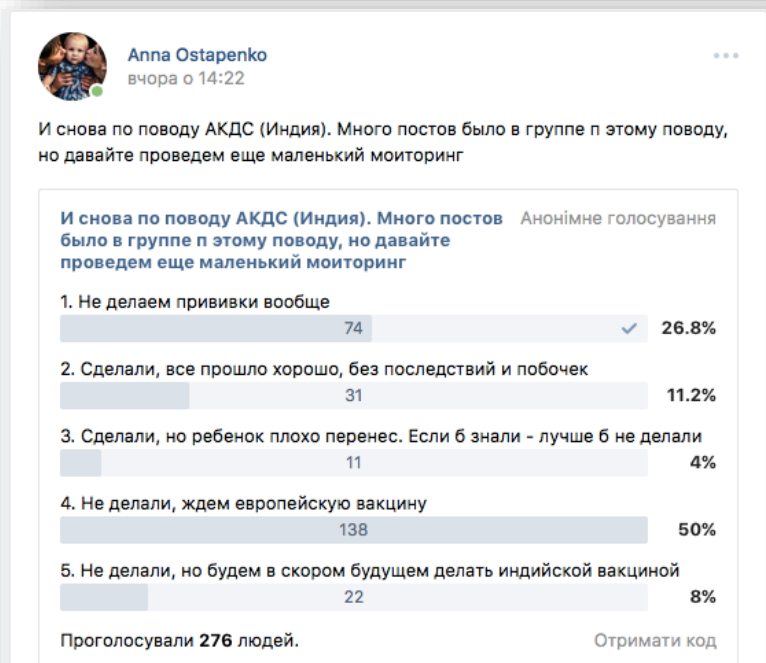 Anna Ostapenko
вчора о 14:22
И снова по поводу АКДС (Индия). Много постов было в группе п этому поводу,
но давайте проведем еще маленький моиторинг
И снова по поводу АКДС (Индия). Много постов
было в группе п этому поводу, но давайте
проведем еще маленький моиторинг
Анонімне голосування
1. Не делаем прививки вообще
74 26.8%
2. Сделали, все прошло хорошо, без последствий и побочек
31 11.2%
3. Сделали, но ребенок плохо перенес. Если б знали - лучше б не делали
11 4%
4. Не делали, ждем европейскую вакцину
138 50%
5. Не делали, но будем в скором будущем делать индийской вакциной
22 8%
Проголосували 276 людей.
Отримати код